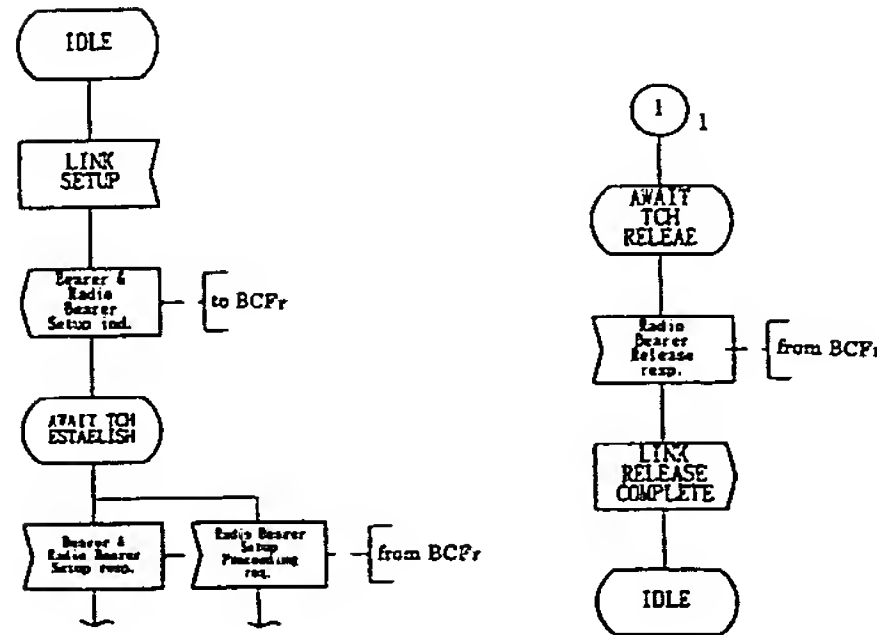 IDLE
LINK
SETUP
Bearer &
Radio
Bearer
Setup ind.
to BCFr
AWAIT TCH
ESTAELISH
Bearer &
Radio Bearer
Setup resp.
Radio Bearer
Setup
Proceeding
req.
from BCFr
1
1
AWAIT
TCH
RELEAE
Radio
Bearer
Release
resp.
from BCFr
LINK
RELEASE
COMPLETE
IDLE